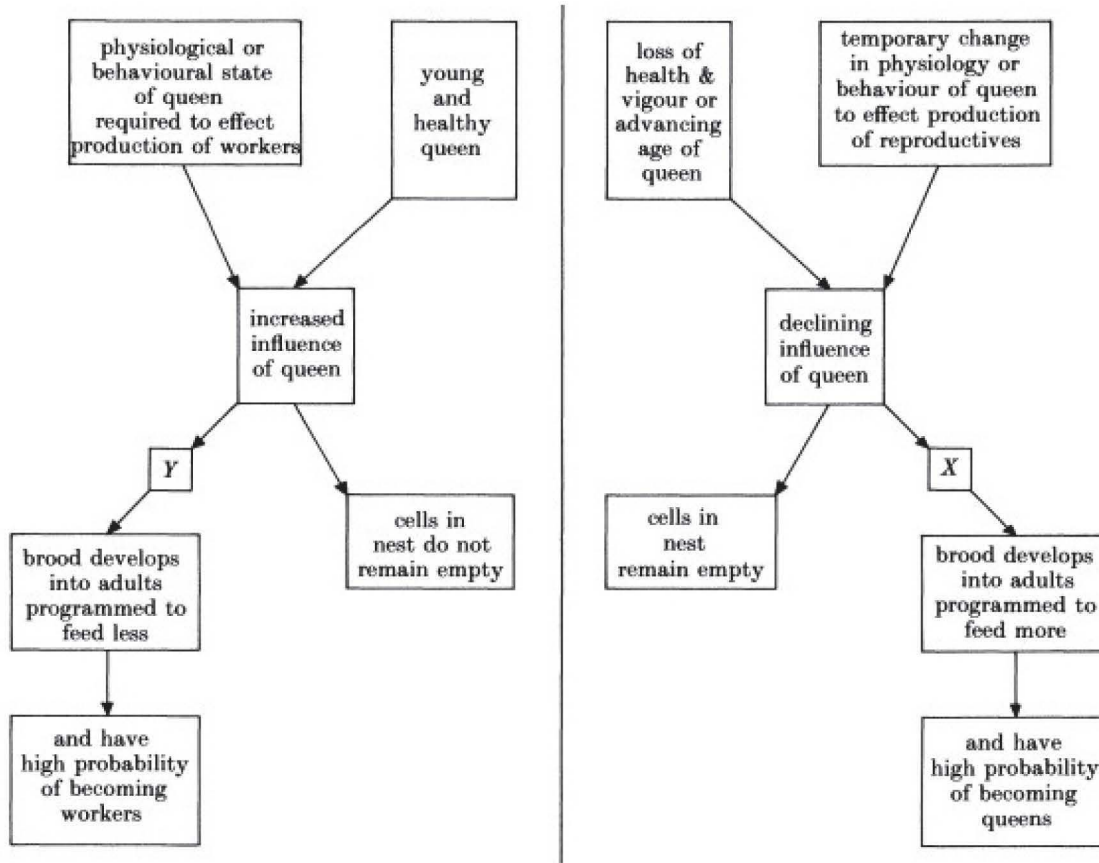 physiological or
behavioural state
of queen
required to effect
production of workers
young
and
healthy
queen
increased
influence
of queen
Y
cells in
nest do not
remain empty
brood develops
into adults
programmed to
feed less
and have
high probability
of becoming
workers
loss of
health &
vigour or
advancing
age of
queen
temporary change
in physiology or
behaviour of queen
to effect production
of reproductives
declining
influence
of queen
X
cells in
nest
remain empty
brood develops
into adults
programmed to
feed more
and have
high probability
of becoming
queens